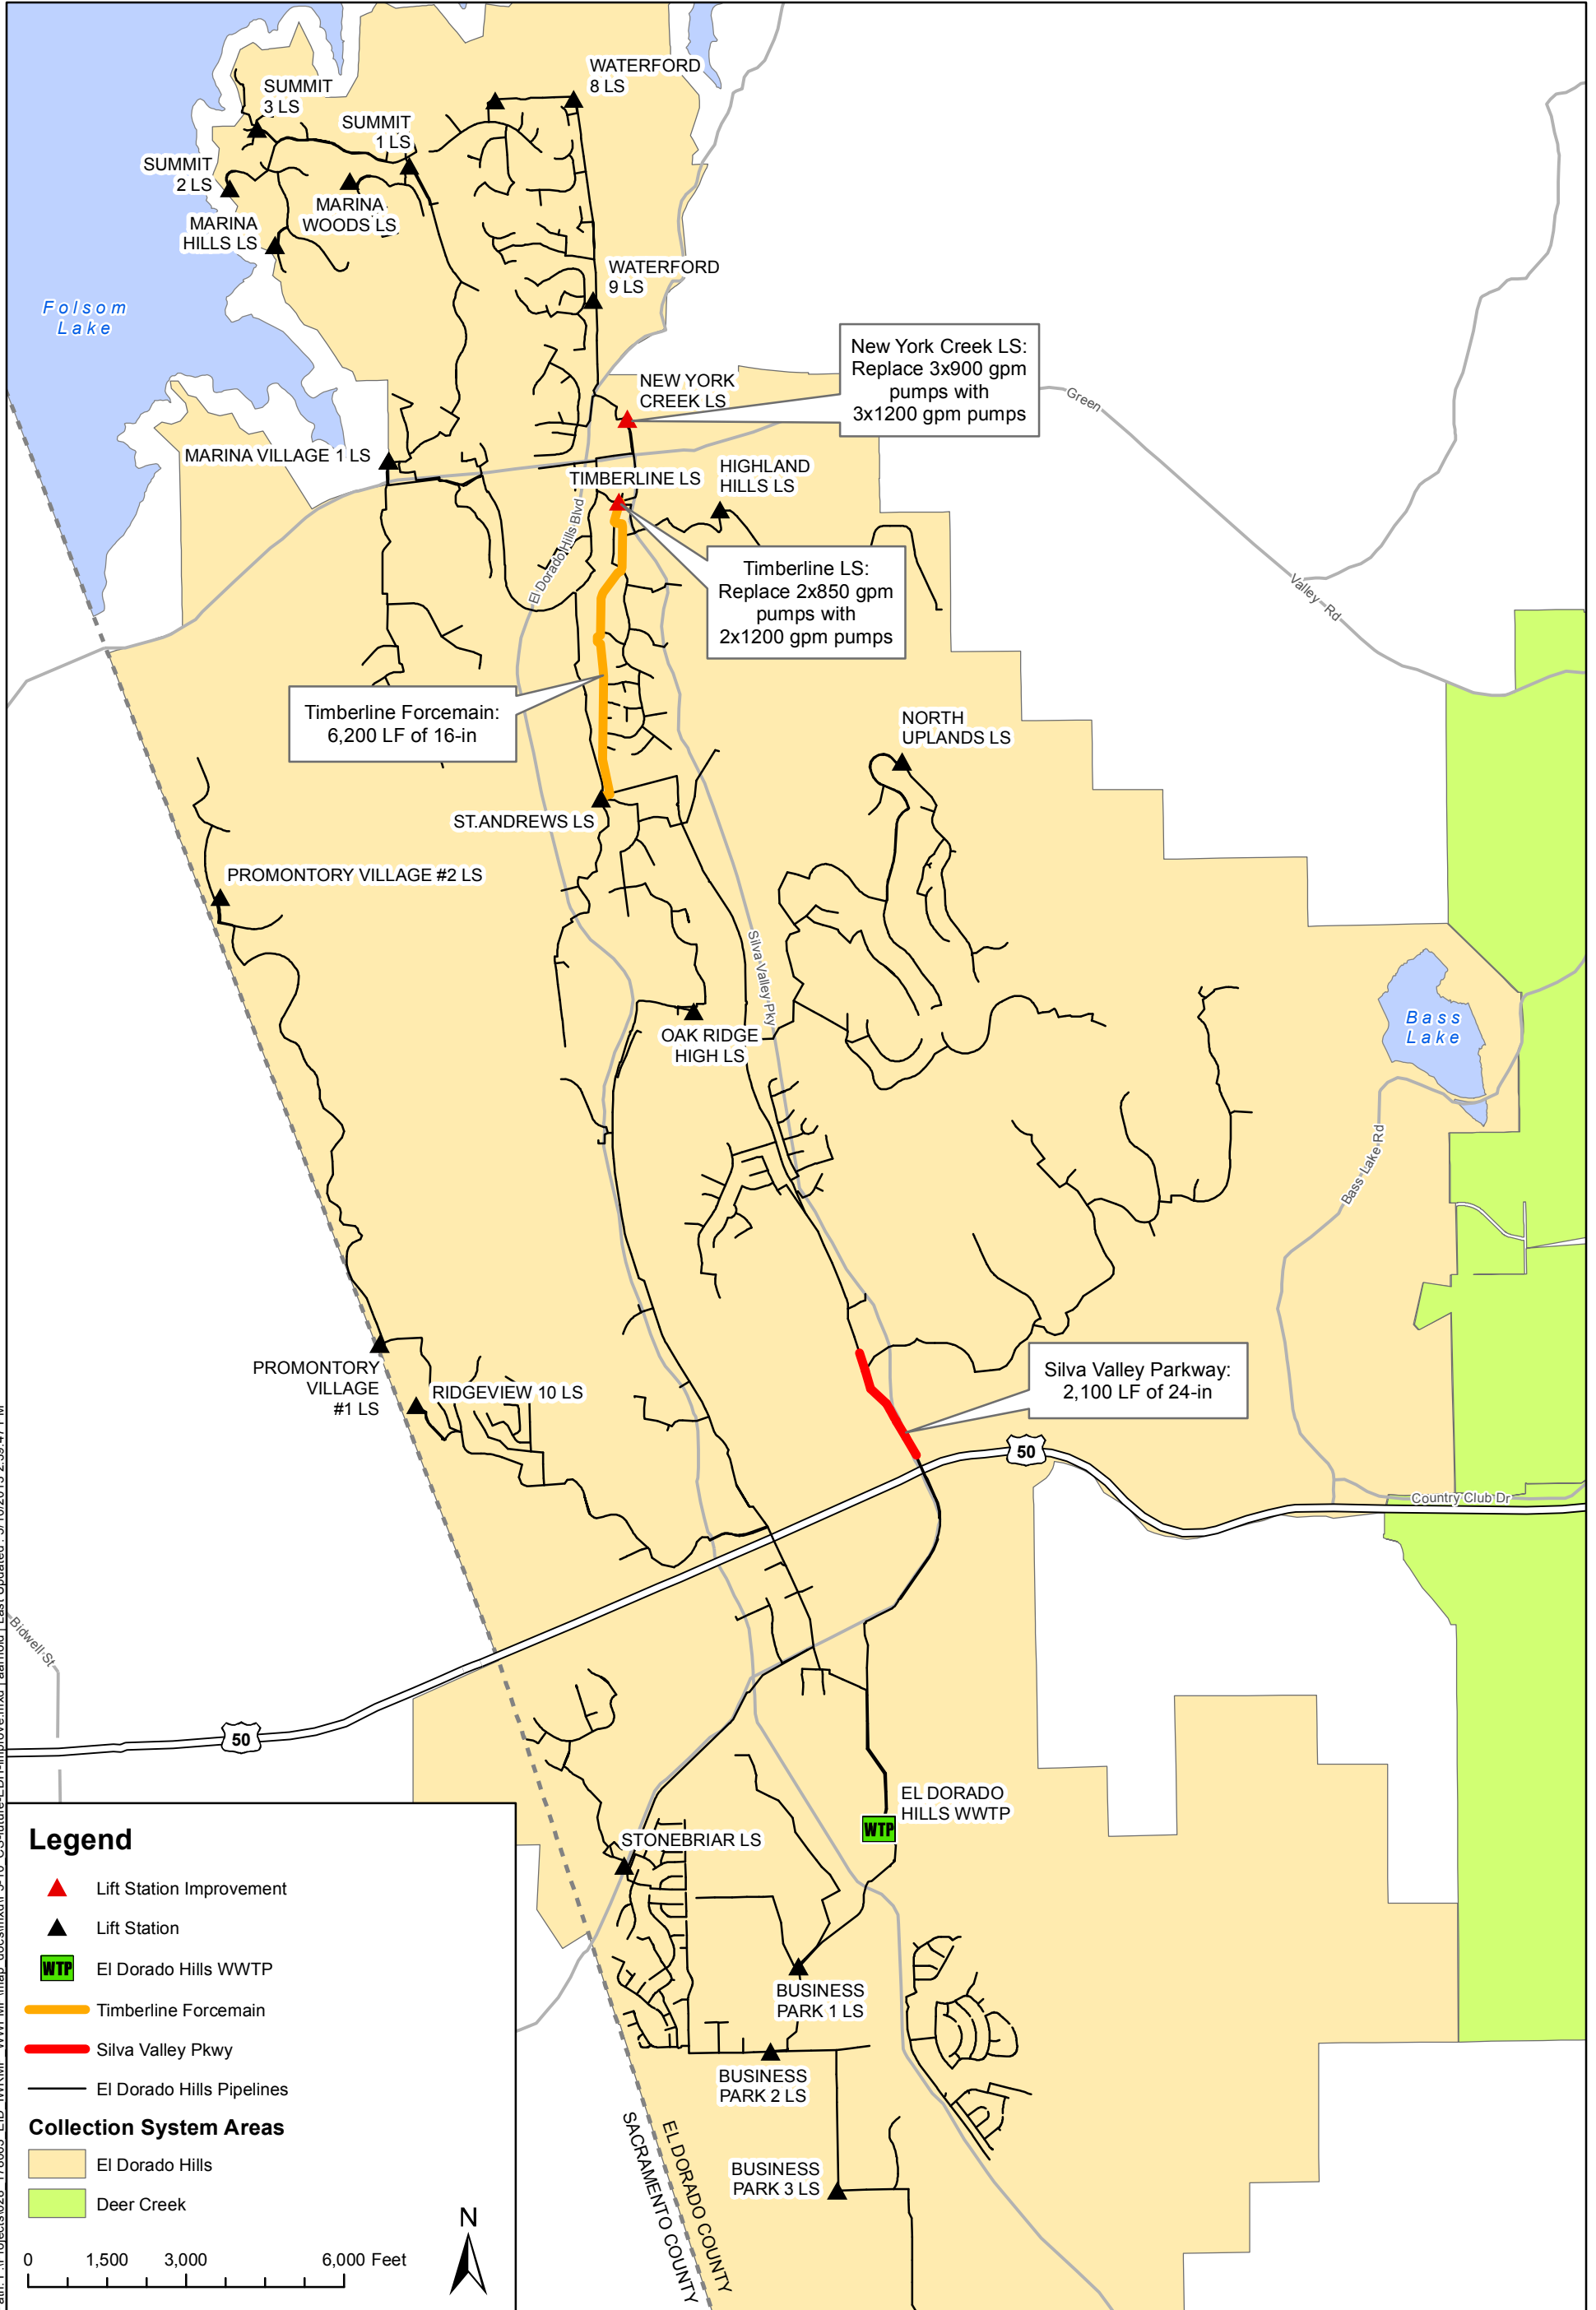 WATERFORD
8 LS
SUMMIT
3 LS
SUMMIT
1 LS
SUMMIT
2 LS
MARINA
WOODS LS
MARINA
HILLS LS
WATERFORD
9 LS
Folsom
Lake
New York Creek LS:
Replace 3x900 gpm
pumps with
3x1200 gpm pumps
NEW YORK
CREEK LS
Green
MARINA VILLAGE 1 LS
TIMBERLINE LS
HIGHLAND
HILLS LS
El Dorado Hills Blvd
Timberline LS:
Replace 2x850 gpm
pumps with
2x1200 gpm pumps
Valley Rd
Timberline Forcemain:
6,200 LF of 16-in
NORTH
UPLANDS LS
ST.ANDREWS LS
PROMONTORY VILLAGE #2 LS
Silva Valley Pky
Bass
Lake
OAK RIDGE
HIGH LS
Bass Lake Rd
PROMONTORY
VILLAGE
#1 LS
RIDGEVIEW 10 LS
Silva Valley Parkway:
2,100 LF of 24-in
50
Country Club Dr
Bidwell St
50
EL DORADO
HILLS WWTP
WTP
STONEBRIAR LS
BUSINESS
PARK 1 LS
BUSINESS
PARK 2 LS
BUSINESS
PARK 3 LS
SACRAMENTO COUNTY
EL DORADO COUNTY
Legend
Lift Station Improvement
Lift Station
WTP El Dorado Hills WWTP
Timberline Forcemain
Silva Valley Pkwy
El Dorado Hills Pipelines
Collection System Areas
El Dorado Hills
Deer Creek
0 1,500 3,000 6,000 Feet
N